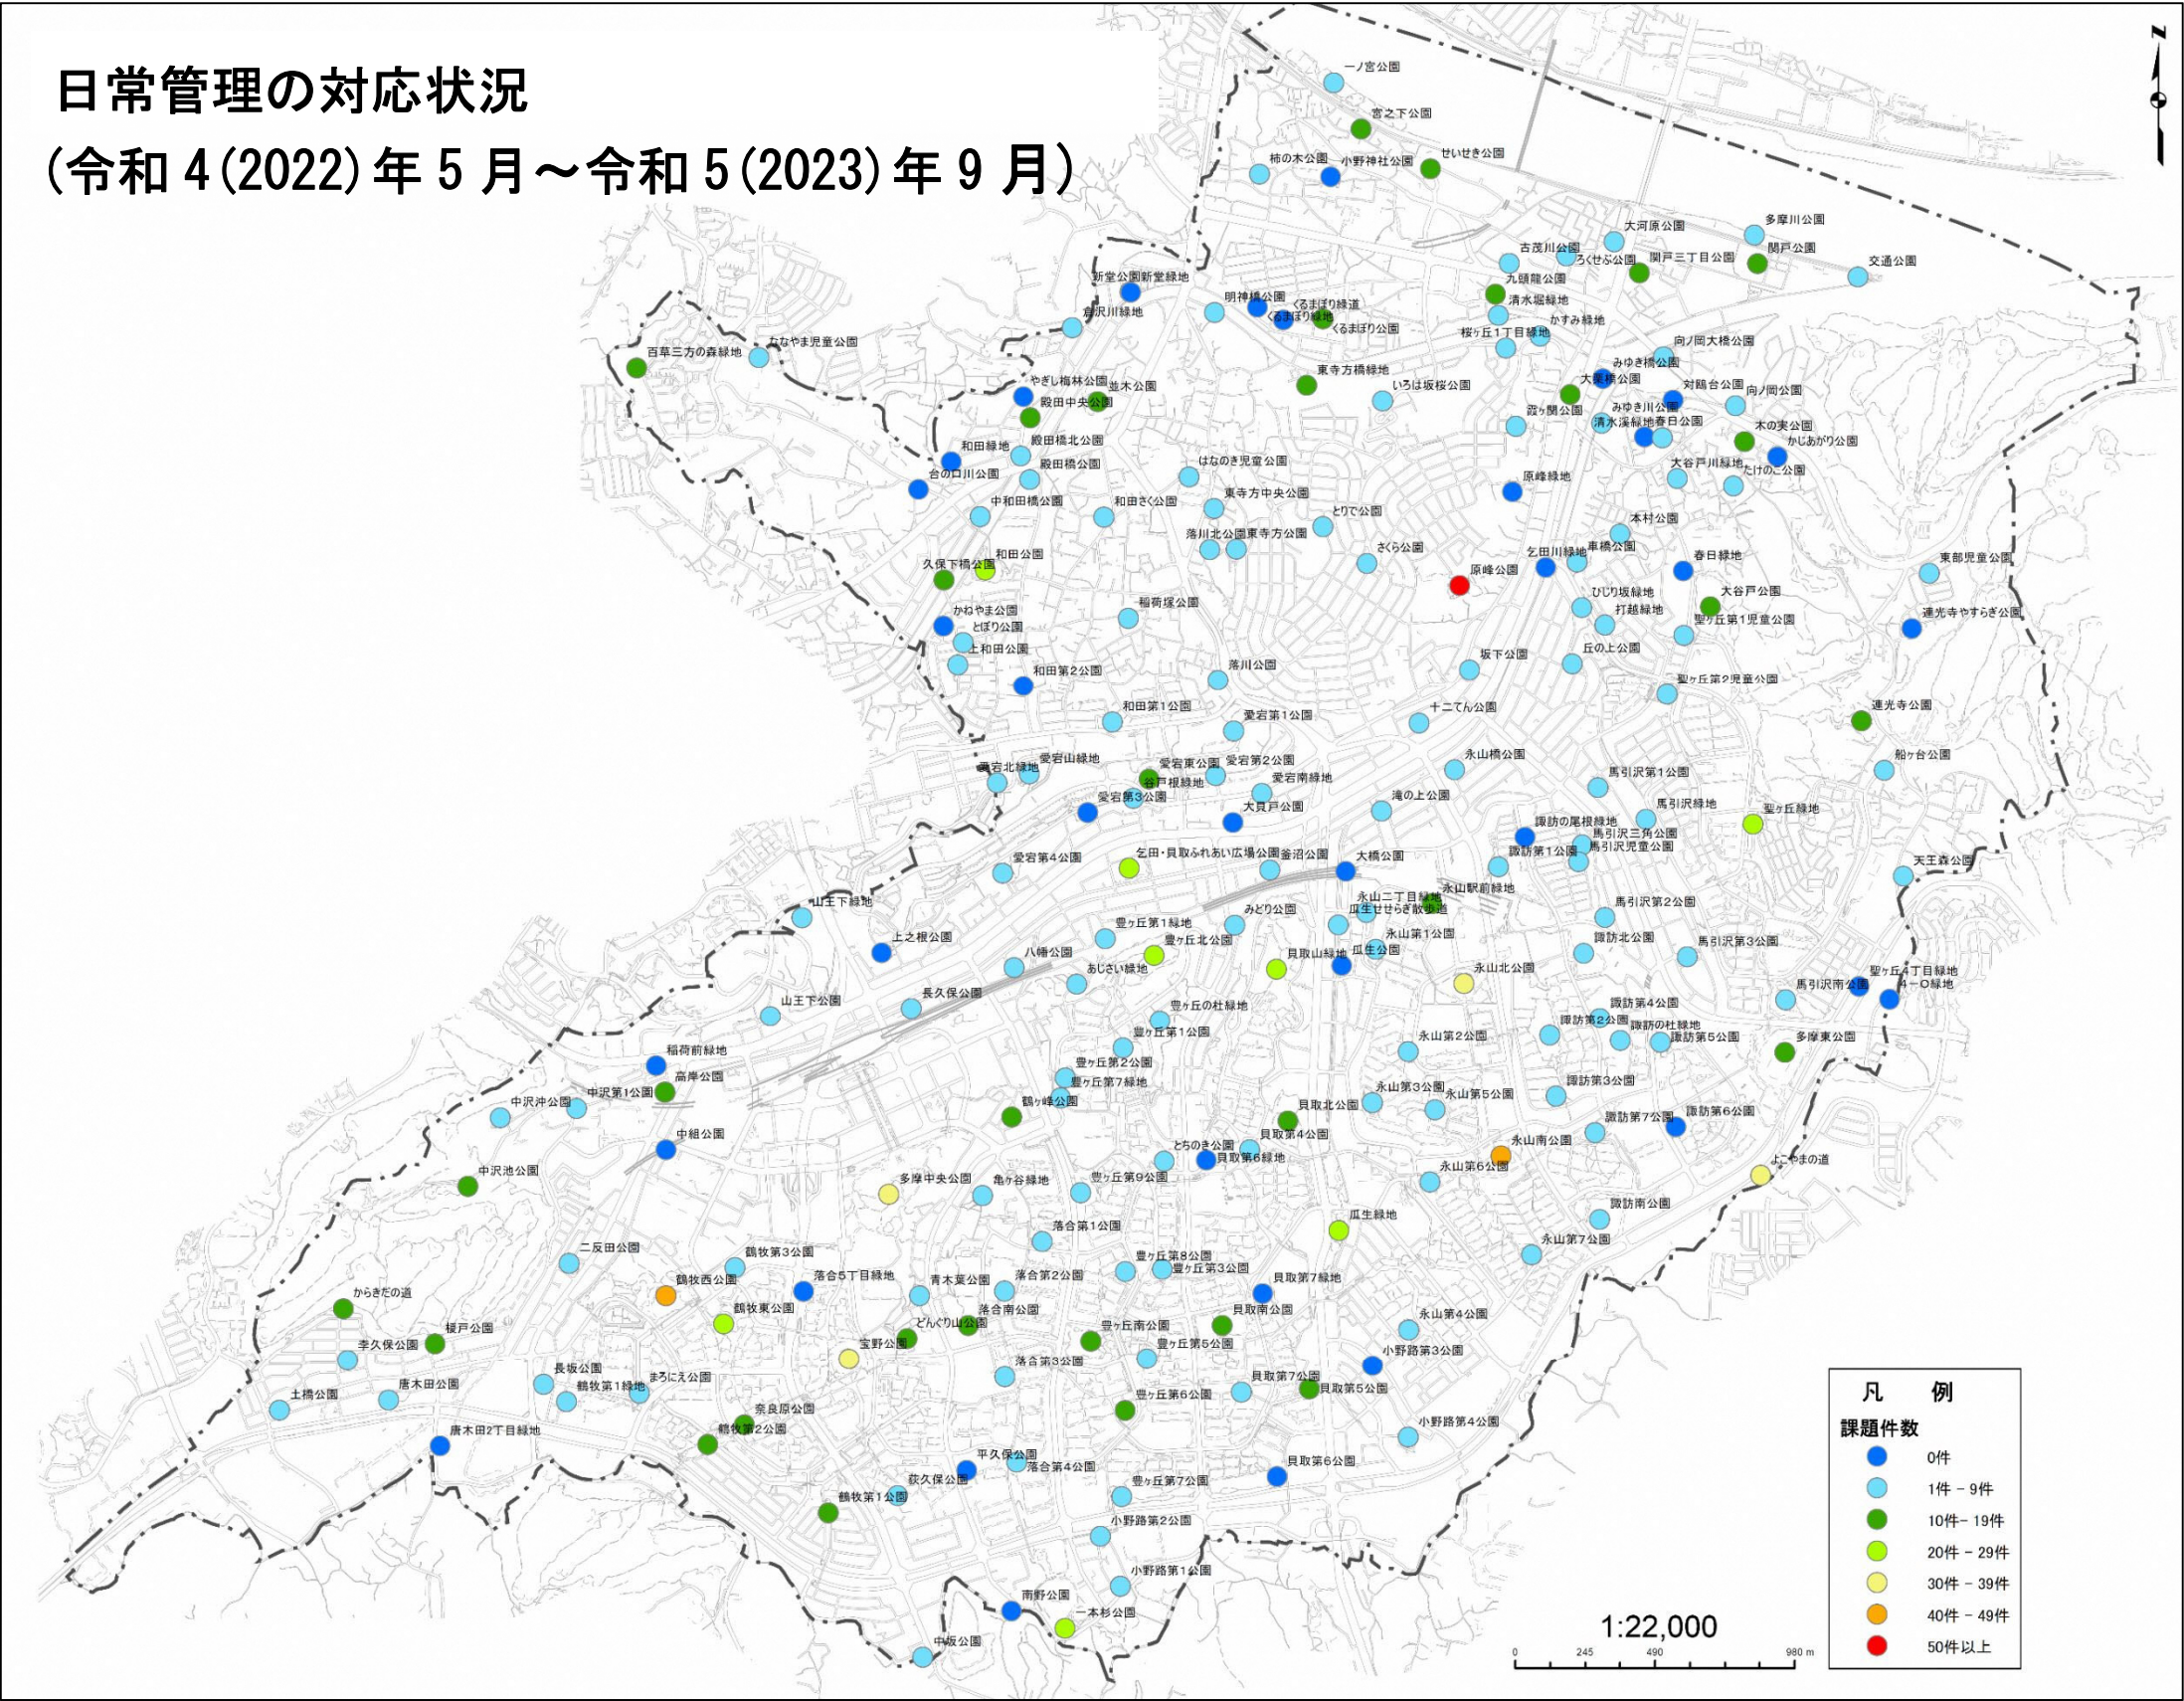 日常管理の対応状況
(令和4(2022)年5月～令和5(2023)年9月)
N
一ノ宮公園
宮之下公園
柿の木公園
小野神社公園
せいせき公園
多摩川公園
大河原公園
古茂川公園
ろくせぶ公園
関戸三丁目公園
関戸公園
交通公園
新堂公園新堂緑地
九頭龍公園
明神橋公園
くるまぼり緑道
清水堀緑地
倉沢川緑地
くるまぼり緑地
くるまぼり公園
かすみ緑地
桜ヶ丘1丁目緑地
ななやま児童公園
向ノ岡大橋公園
百草三方の森緑地
みゆき橋公園
東寺方橋緑地
大栗橋公園
やぎし梅林公園
並木公園
いろは坂桜公園
対鴎台公園
向ノ岡公園
殿田中央公園
霞ヶ関公園
みゆき川公園
清水渓緑地
春日公園
木の実公園
和田緑地
殿田橋北公園
かじあがり公園
殿田橋公園
はなのき児童公園
大谷戸川緑地
たけのこ公園
台の口川公園
原峰緑地
中和田橋公園
和田さく公園
東寺方中央公園
とりで公園
本村公園
落川北公園
東寺方公園
さくら公園
乞田川緑地
車橋公園
和田公園
春日緑地
東部児童公園
久保下橋公園
原峰公園
ひじり坂緑地
大谷戸公園
かねやま公園
稲荷塚公園
打越緑地
連光寺やすらぎ公園
とぼり公園
聖ヶ丘第1児童公園
上和田公園
坂下公園
丘の上公園
和田第2公園
落川公園
聖ヶ丘第2児童公園
和田第1公園
愛宕第1公園
十二てん公園
連光寺公園
愛宕北緑地
愛宕山緑地
愛宕東公園
愛宕第2公園
永山橋公園
船ヶ台公園
谷戸根緑地
愛宕南緑地
馬引沢第1公園
愛宕第3公園
大貝戸公園
滝の上公園
馬引沢緑地
聖ヶ丘緑地
諏訪の尾根緑地
馬引沢三角公園
愛宕第4公園
乞田・貝取ふれあい広場公園
釜沼公園
大橋公園
諏訪第1公園
馬引沢児童公園
天王森公園
山王下緑地
永山二丁目緑地
永山駅前緑地
瓜生せせらぎ散歩道
馬引沢第2公園
豊ヶ丘第1緑地
みどり公園
上之根公園
豊ヶ丘北公園
永山第1公園
諏訪北公園
馬引沢第3公園
八幡公園
貝取山緑地
瓜生公園
あじさい緑地
永山北公園
聖ヶ丘4丁目緑地
馬引沢南公園
4－O緑地
長久保公園
山王下公園
豊ヶ丘の杜緑地
諏訪第4公園
諏訪第2公園
諏訪の杜緑地
豊ヶ丘第1公園
永山第2公園
諏訪第5公園
多摩東公園
稲荷前緑地
豊ヶ丘第2公園
高岸公園
豊ヶ丘第7緑地
永山第3公園
諏訪第3公園
中沢沖公園
中沢第1公園
鶴ヶ峰公園
貝取北公園
永山第5公園
諏訪第7公園
諏訪第6公園
中組公園
貝取第4公園
とちのき公園
永山南公園
貝取第6緑地
永山第6公園
よこやまの道
中沢池公園
多摩中央公園
亀ヶ谷緑地
豊ヶ丘第9公園
諏訪南公園
瓜生緑地
落合第1公園
永山第7公園
二反田公園
鶴牧第3公園
豊ヶ丘第8公園
豊ヶ丘第3公園
鶴牧西公園
落合5丁目緑地
青木葉公園
落合第2公園
貝取第7緑地
からきだの道
鶴牧東公園
落合南公園
貝取南公園
永山第4公園
榎戸公園
どんぐり山公園
豊ヶ丘南公園
李久保公園
宝野公園
豊ヶ丘第5公園
小野路第3公園
長坂公園
まろにえ公園
落合第3公園
貝取第7公園
土橋公園
唐木田公園
鶴牧第1緑地
貝取第5公園
豊ヶ丘第6公園
奈良原公園
唐木田2丁目緑地
鶴牧第2公園
小野路第4公園
平久保公園
落合第4公園
貝取第6公園
荻久保公園
豊ヶ丘第7公園
鶴牧第1公園
小野路第2公園
小野路第1公園
南野公園
一本杉公園
中坂公園
凡　例
課題件数
0件
1件 - 9件
10件 - 19件
20件 - 29件
30件 - 39件
40件 - 49件
50件以上
1:22,000
0 245 490 980 m